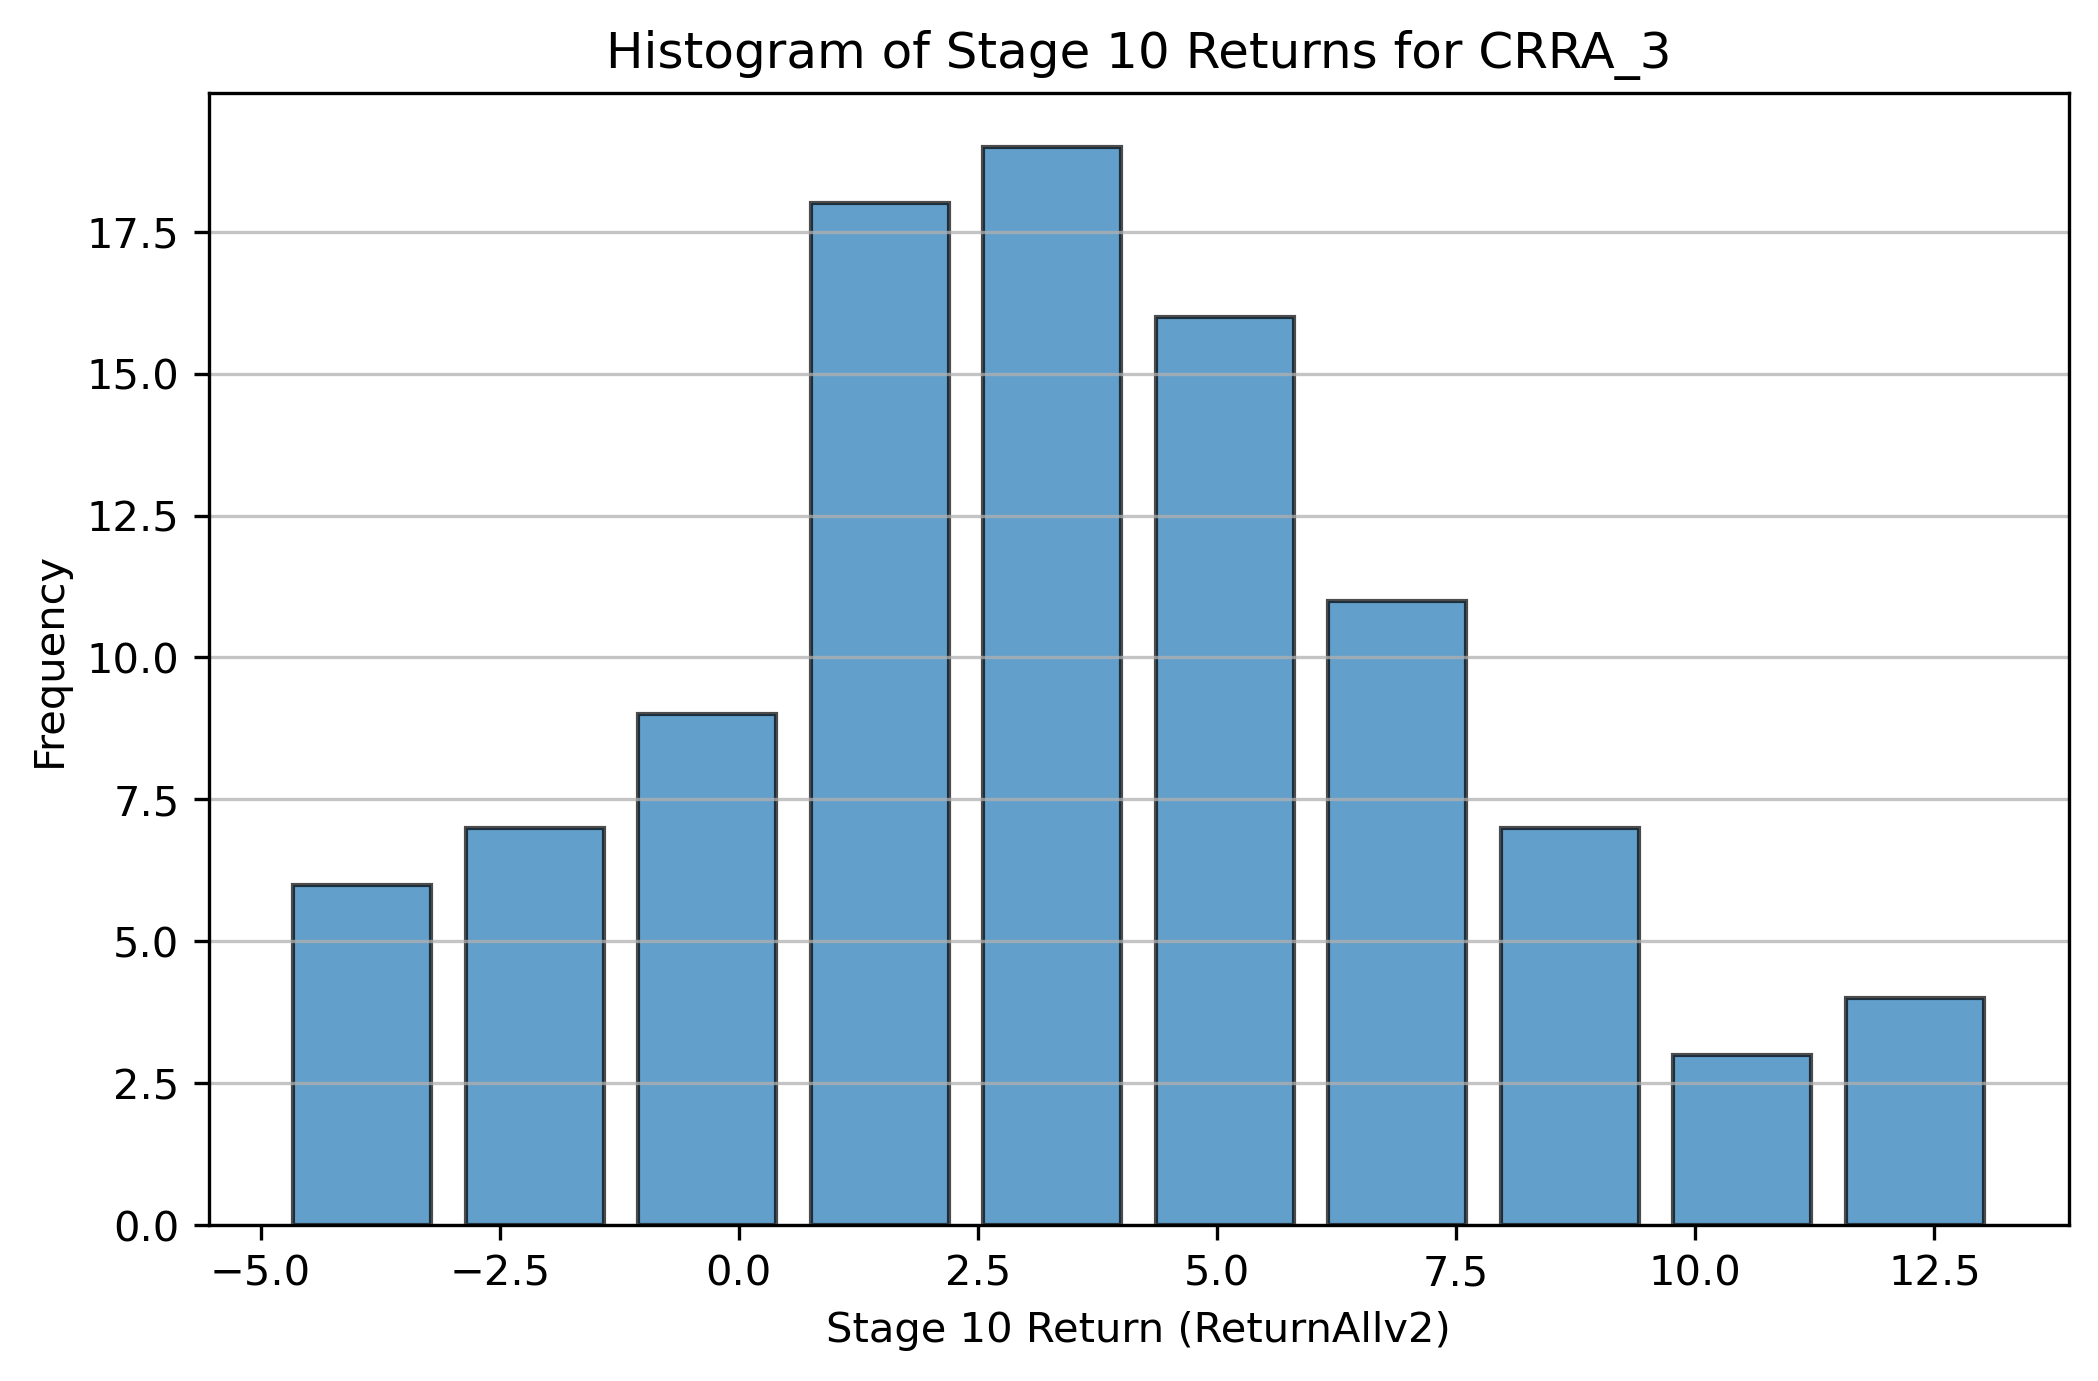 Histogram of Stage 10 Returns for CRRA_3
17.5
15.0
12.5
10.0
7.5
5.0
2.5
0.0
Frequency
−5.0 −2.5 0.0 2.5 5.0 7.5 10.0 12.5
Stage 10 Return (ReturnAllv2)